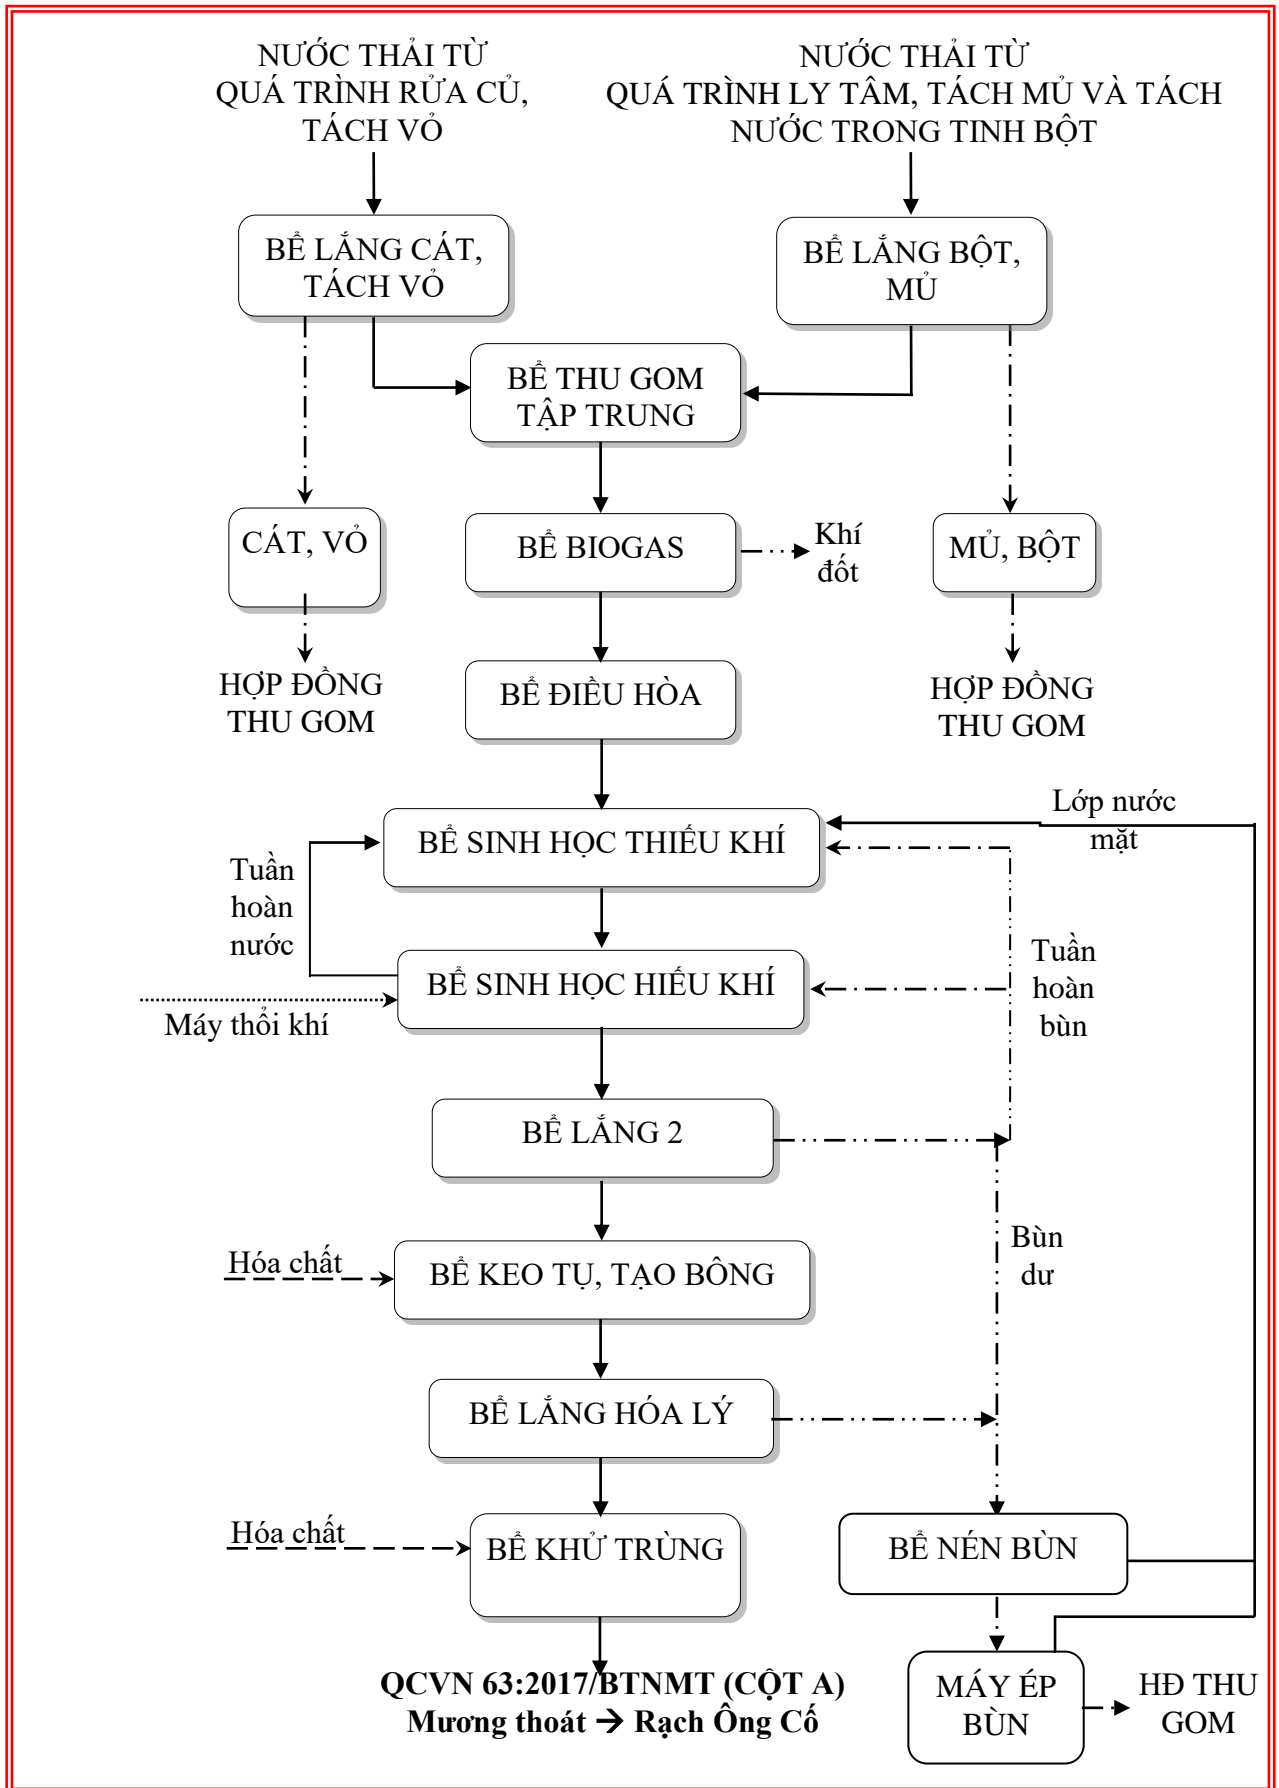 NƯỚC THẢI TỪ
QUÁ TRÌNH RỬA CỦ,
TÁCH VỎ
NƯỚC THẢI TỪ
QUÁ TRÌNH LY TÂM, TÁCH MỦ VÀ TÁCH
NƯỚC TRONG TINH BỘT
BỂ LẮNG CÁT,
TÁCH VỎ
BỂ LẮNG BỘT,
MỦ
BỂ THU GOM
TẬP TRUNG
CÁT, VỎ
BỂ BIOGAS
Khí
đốt
MỦ, BỘT
HỢP ĐỒNG
THU GOM
BỂ ĐIỀU HÒA
HỢP ĐỒNG
THU GOM
Lớp nước
mặt
BỂ SINH HỌC THIẾU KHÍ
Tuần
hoàn
nước
BỂ SINH HỌC HIẾU KHÍ
Tuần
hoàn
bùn
Máy thổi khí
BỂ LẮNG 2
Bùn
dư
Hóa chất
BỂ KEO TỤ, TẠO BÔNG
BỂ LẮNG HÓA LÝ
Hóa chất
BỂ KHỬ TRÙNG
BỂ NÉN BÙN
QCVN 63:2017/BTNMT (CỘT A)
Mương thoát → Rạch Ông Cố
MÁY ÉP
BÙN
HĐ THU
GOM